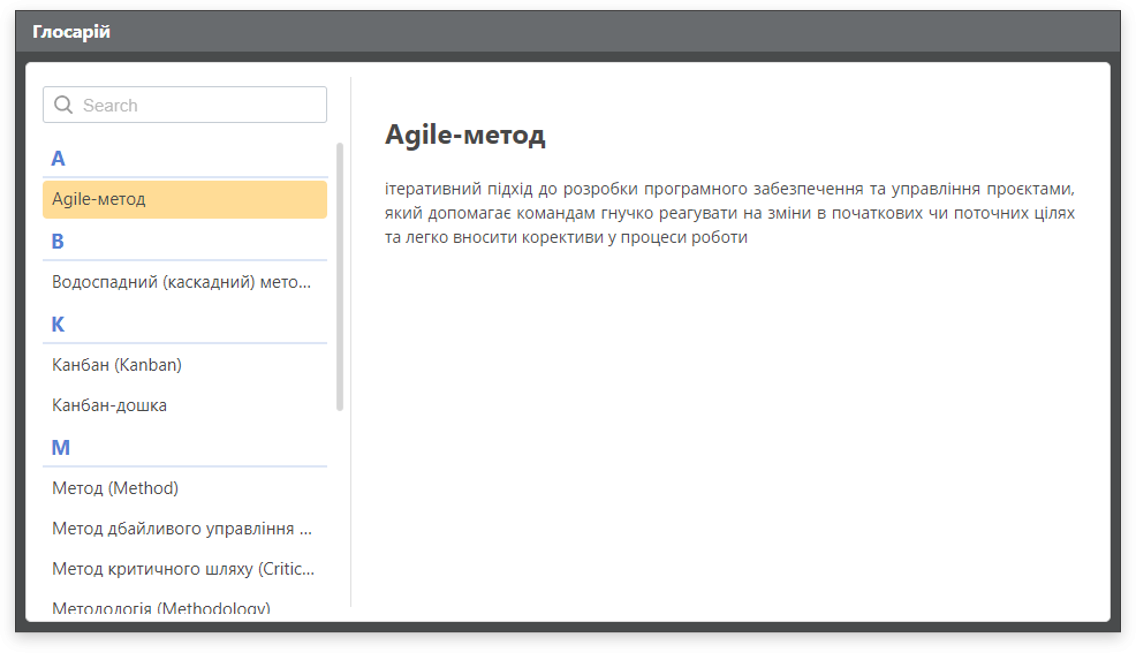 Глосарій
Search
A
Agile-метод
В
Водоспадний (каскадний) мето...
К
Канбан (Kanban)
Канбан-дошка
М
Метод (Method)
Метод дбайливого управління ...
Метод критичного шляху (Critic...
Методологія (Methodology)
Agile-метод
ітеративний підхід до розробки програмного забезпечення та управління проєктами,
який допомагає командам гнучко реагувати на зміни в початкових чи поточних цілях
та легко вносити корективи у процеси роботи